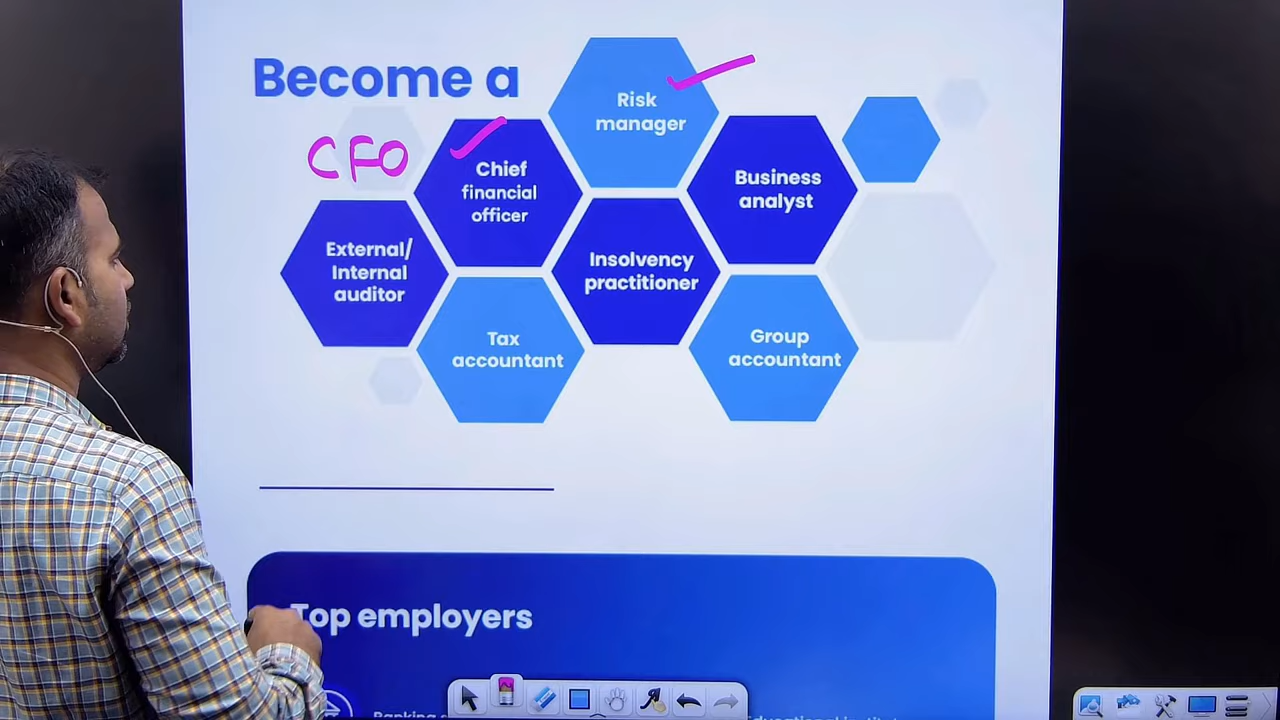 Become a
Risk
manager
CFO
Chief
financial
officer
Business
analyst
External/
Internal
auditor
Insolvency
practitioner
Tax
accountant
Group
accountant
Top employers